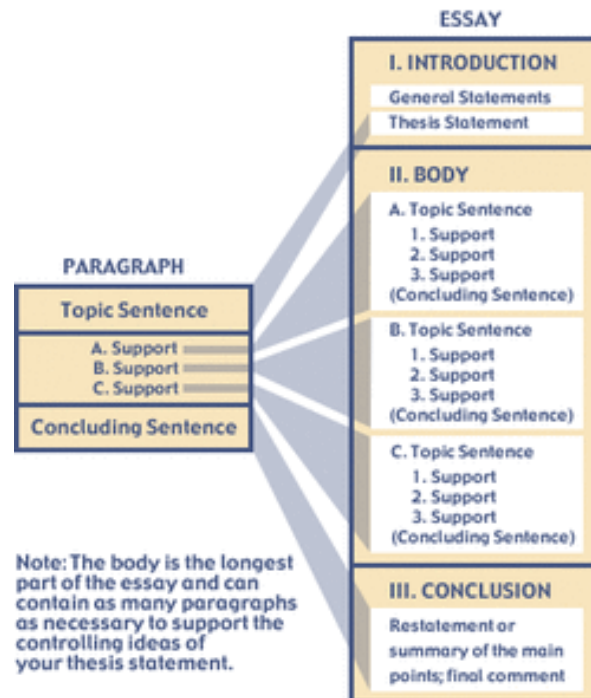 PARAGRAPH
Topic Sentence
A. Support
B. Support
C. Support
Concluding Sentence
Note: The body is the longest
part of the essay and can
contain as many paragraphs
as necessary to support the
controlling ideas of
your thesis statement.
ESSAY
I. INTRODUCTION
General Statements
Thesis Statement
II. BODY
A. Topic Sentence
1. Support
2. Support
3. Support
(Concluding Sentence)
B. Topic Sentence
1. Support
2. Support
3. Support
(Concluding Sentence)
C. Topic Sentence
1. Support
2. Support
3. Support
(Concluding Sentence)
III. CONCLUSION
Restatement or
summary of the main
points; final comment